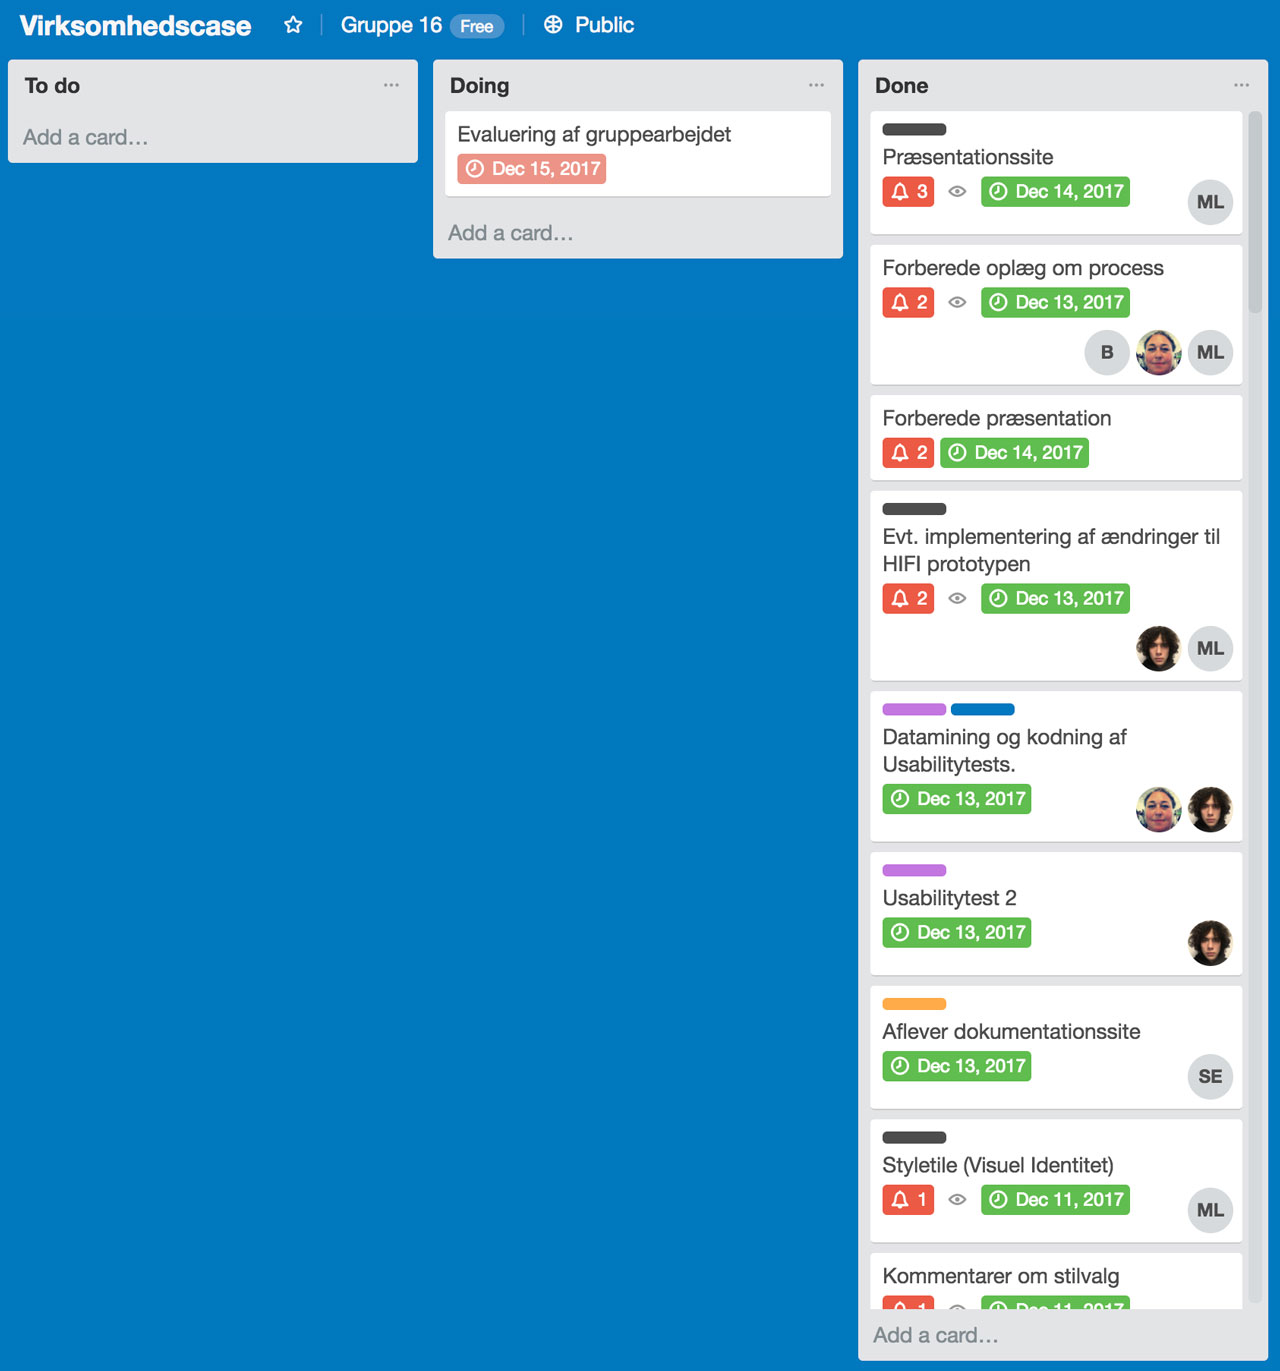 Virksomhedscase Gruppe 16 Free Public
To do
Add a card...
Doing
Evaluering af gruppearbejdet
Dec 15, 2017
Add a card...
Done
Præsentationssite
3 Dec 14, 2017
ML
Forberede oplæg om process
2 Dec 13, 2017
B ML
Forberede præsentation
2 Dec 14, 2017
Evt. implementering af ændringer til
HIFI prototypen
2 Dec 13, 2017
ML
Datamining og kodning af
Usabilitytests.
Dec 13, 2017
Usabilitytest 2
Dec 13, 2017
Aflever dokumentationssite
Dec 13, 2017
SE
Styletile (Visuel Identitet)
1 Dec 11, 2017
ML
Kommentarer om stilvalg
1 Dec 11, 2017
Add a card...